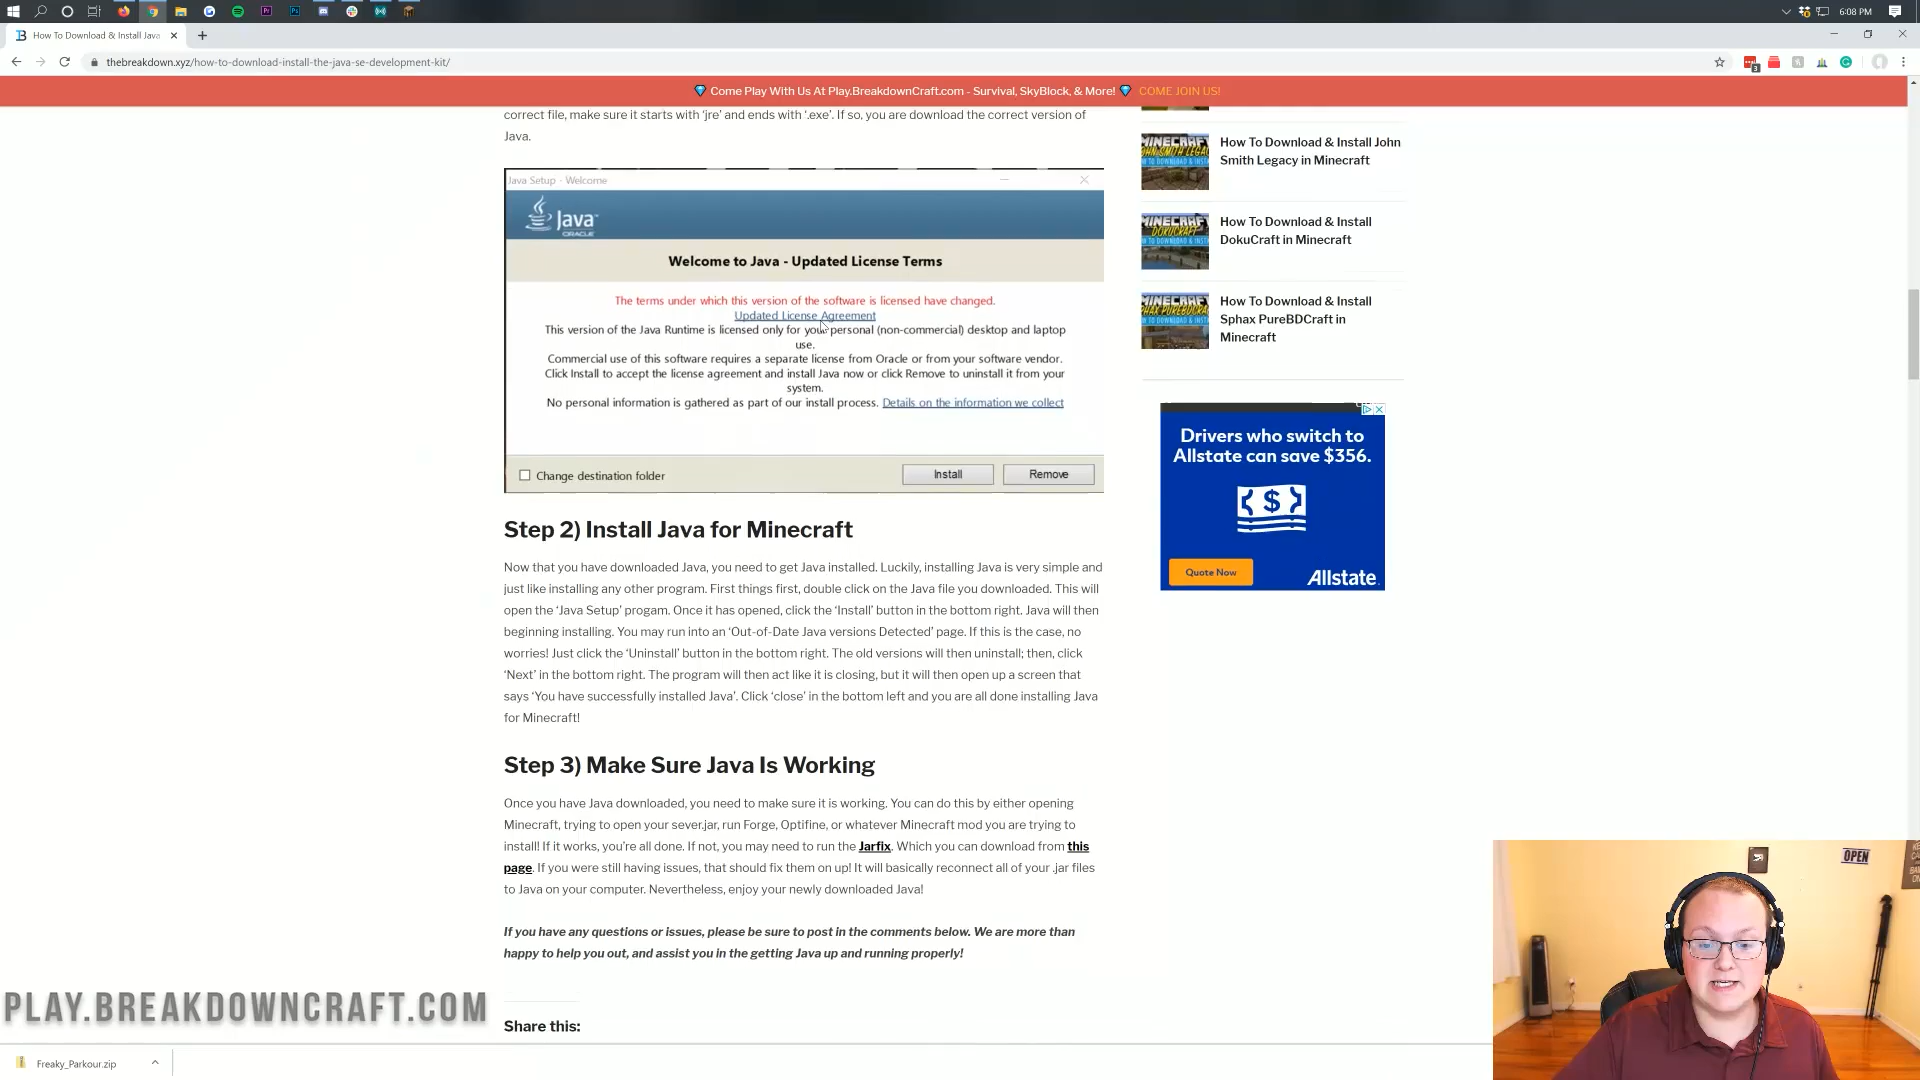 6:08 PM
How To Download & Install Java
thebreakdown.xyz/how-to-download-install-the-java-se-development-kit/
Come Play With Us At Play.BreakdownCraft.com - Survival, SkyBlock, & More! COME JOIN US!
correct file, make sure it starts with ‘jre’ and ends with ‘.exe’. If so, you are download the correct version of
Java.
Java Setup - Welcome
Java
ORACLE
Welcome to Java - Updated License Terms
The terms under which this version of the software is licensed have changed.
Updated License Agreement
This version of the Java Runtime is licensed only for your personal (non-commercial) desktop and laptop
use.
Commercial use of this software requires a separate license from Oracle or from your software vendor.
Click Install to accept the license agreement and install Java now or click Remove to uninstall it from your
system.
No personal information is gathered as part of our install process. Details on the information we collect
Change destination folder
Install
Remove
Step 2) Install Java for Minecraft
Now that you have downloaded Java, you need to get Java installed. Luckily, installing Java is very simple and
just like installing any other program. First things first, double click on the Java file you downloaded. This will
open the ‘Java Setup’ progam. Once it has opened, click the ‘Install’ button in the bottom right. Java will then
beginning installing. You may run into an ‘Out-of-Date Java versions Detected’ page. If this is the case, no
worries! Just click the ‘Uninstall’ button in the bottom right. The old versions will then uninstall; then, click
‘Next’ in the bottom right. The program will then act like it is closing, but it will then open up a screen that
says ‘You have successfully installed Java’. Click ‘close’ in the bottom left and you are all done installing Java
for Minecraft!
Step 3) Make Sure Java Is Working
Once you have Java downloaded, you need to make sure it is working. You can do this by either opening
Minecraft, trying to open your sever.jar, run Forge, Optifine, or whatever Minecraft mod you are trying to
install! If it works, you’re all done. If not, you may need to run the Jarfix. Which you can download from this
page. If you were still having issues, that should fix them on up! It will basically reconnect all of your .jar files
to Java on your computer. Nevertheless, enjoy your newly downloaded Java!
If you have any questions or issues, please be sure to post in the comments below. We are more than
happy to help you out, and assist you in the getting Java up and running properly!
Share this:
How To Download & Install John
Smith Legacy in Minecraft
How To Download & Install
DokuCraft in Minecraft
How To Download & Install
Sphax PureBDCraft in
Minecraft
Drivers who switch to
Allstate can save $356.
$
Quote Now
Allstate.
OPEN
PLAY.BREAKDOWNCRAFT.COM
Freaky_Parkour.zip